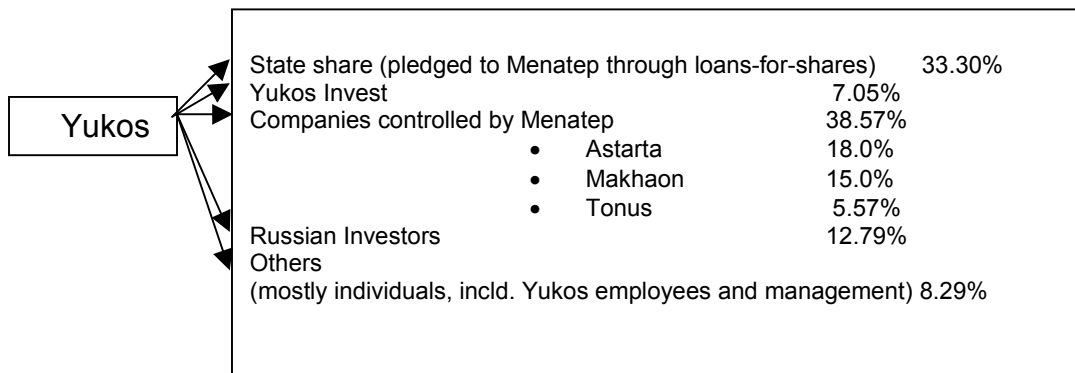 Yukos
State share (pledged to Menatep through loans-for-shares) 33.30%
Yukos Invest 7.05%
Companies controlled by Menatep 38.57%
• Astarta 18.0%
• Makhaon 15.0%
• Tonus 5.57%
Russian Investors 12.79%
Others
(mostly individuals, incld. Yukos employees and management) 8.29%